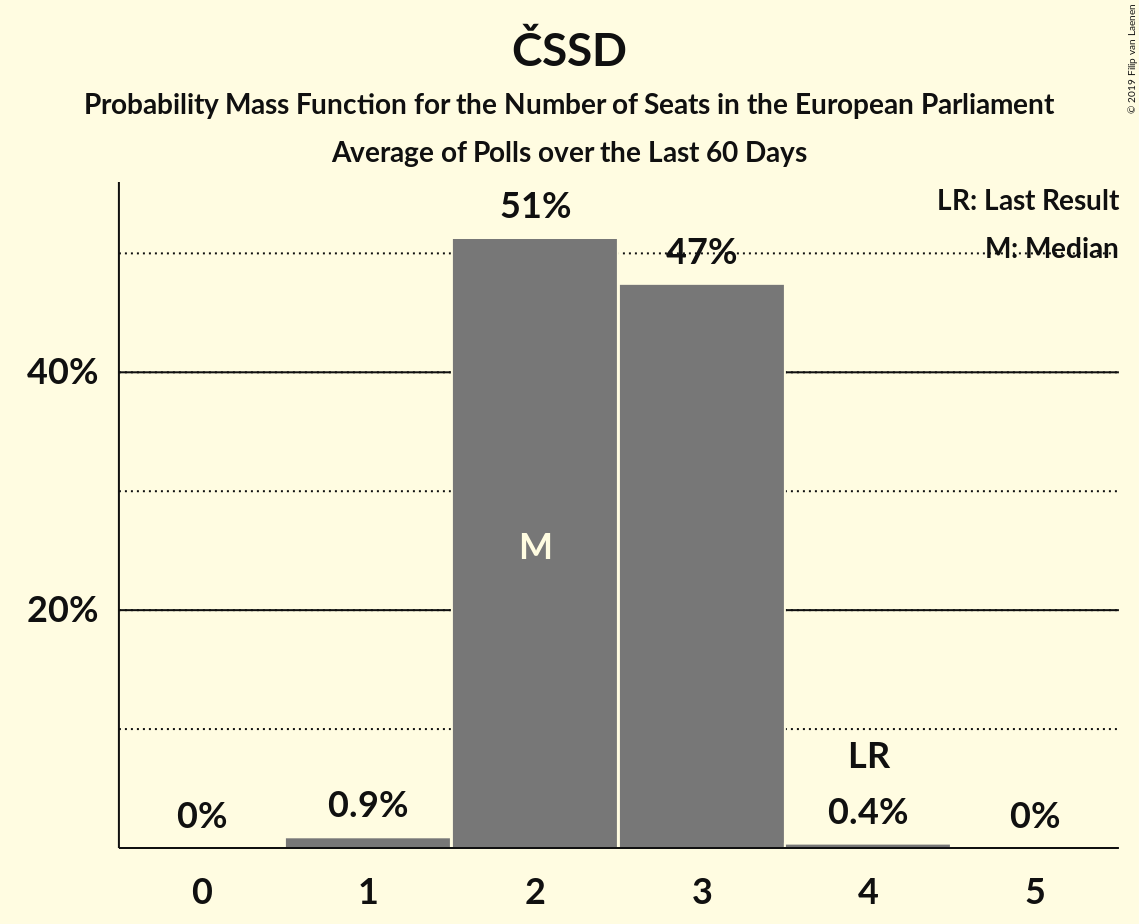 ČSSD
Probability Mass Function for the Number of Seats in the European Parliament
Average of Polls over the Last 60 Days
© 2019 Filip van Laenen
LR: Last Result
M: Median
51%
47%
40%
M
20%
LR
0%
0.9%
0.4%
0%
0 1 2 3 4 5